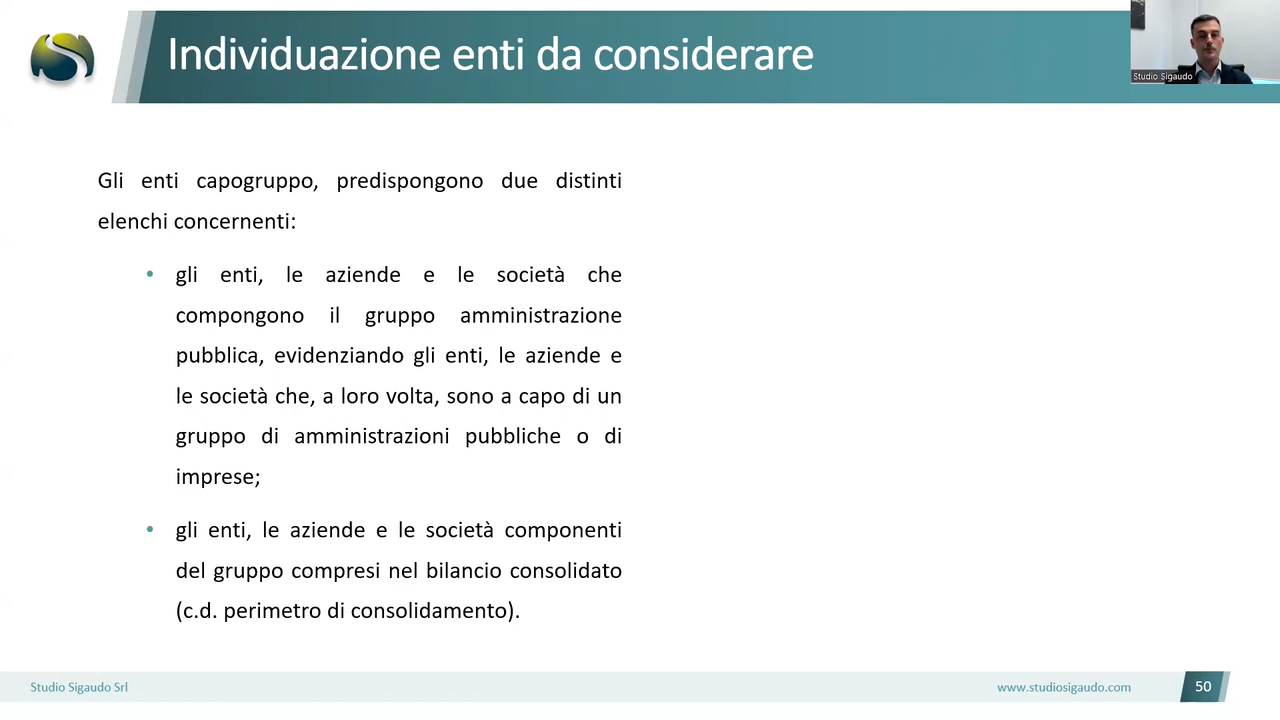 Individuazione enti da considerare
Studio Sigaudo
Gli enti capogruppo, predispongono due distinti
elenchi concernenti:
• gli enti, le aziende e le società che
compongono il gruppo amministrazione
pubblica, evidenziando gli enti, le aziende e
le società che, a loro volta, sono a capo di un
gruppo di amministrazioni pubbliche o di
imprese;
• gli enti, le aziende e le società componenti
del gruppo compresi nel bilancio consolidato
(c.d. perimetro di consolidamento).
Studio Sigaudo Srl
www.studiosigaudo.com
50